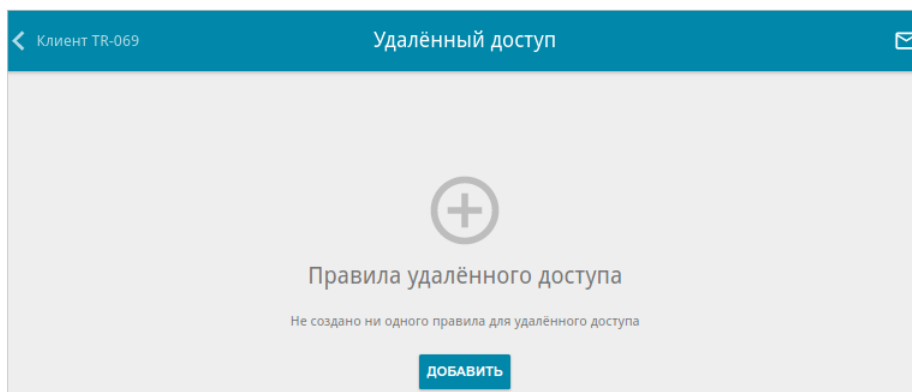 Клиент TR-069
Удалённый доступ
Правила удалённого доступа
Не создано ни одного правила для удалённого доступа
ДОБАВИТЬ